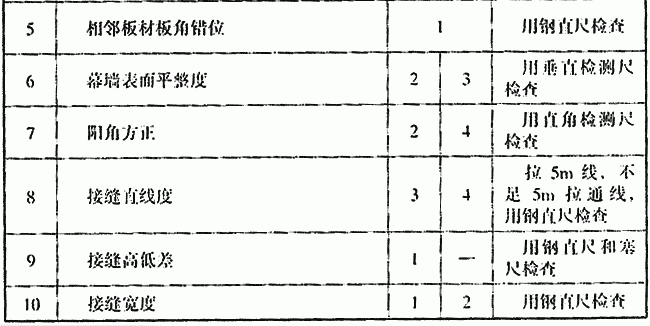 5 相邻板材板角错位 1 用钢直尺检查
6 幕墙表面平整度 2 3 用垂直检测尺
检查
7 阳角方正 2 4 用直角检测尺
检查
8 接缝直线度 3 4 拉 5m 线，不
足 5m 拉通线，
用钢直尺检查
9 接缝高低差 1 — 用钢直尺和塞
尺检查
10 接缝宽度 1 2 用钢直尺检查